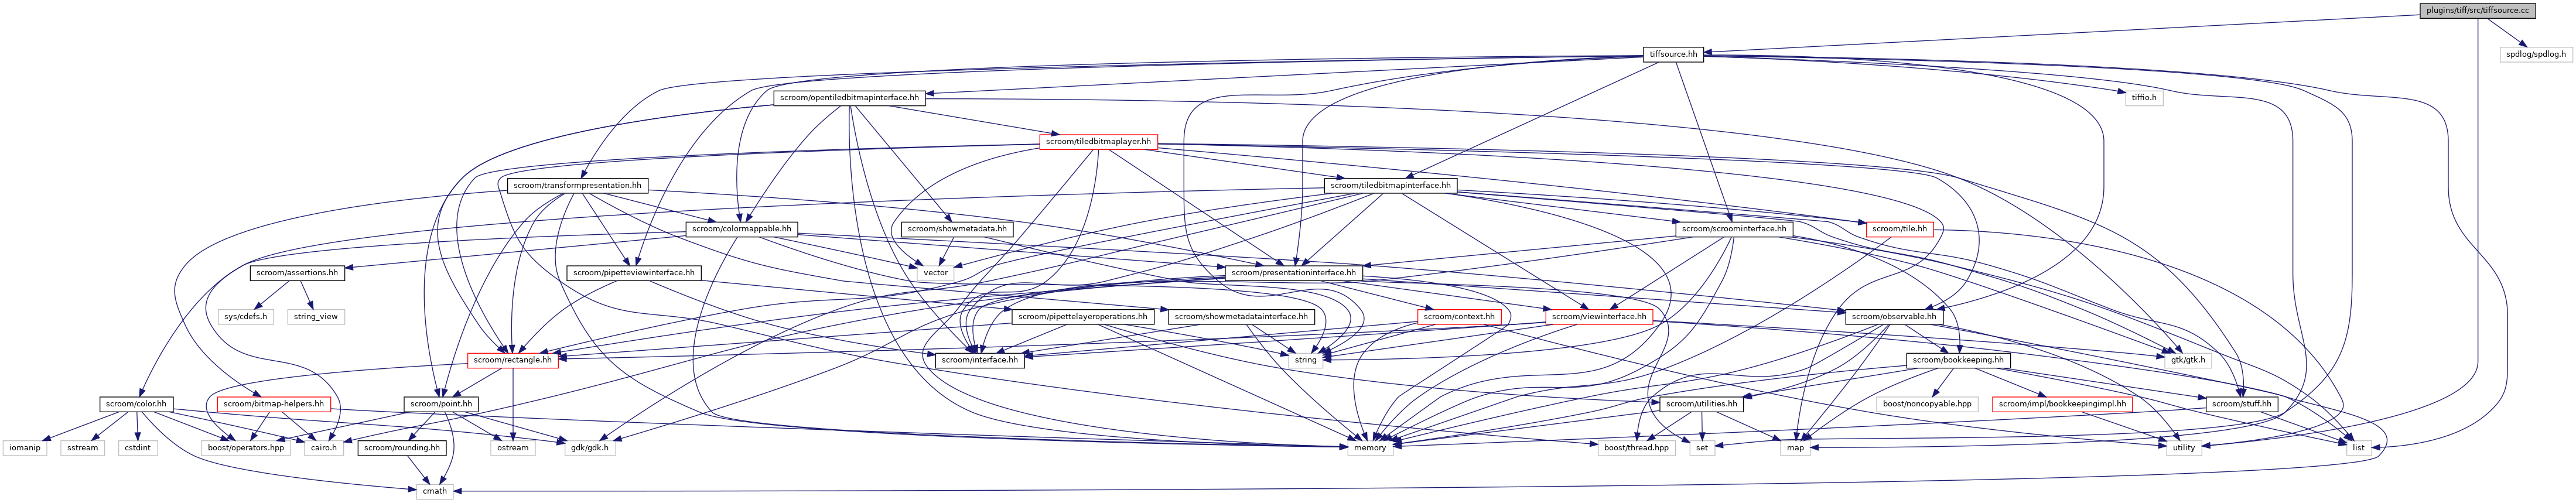 plugins/tiff/src/tiffsource.cc
tiffsource.hh
spdlog/spdlog.h
scroom/opentiledbitmapinterface.hh
tiffio.h
scroom/tiledbitmaplayer.hh
scroom/transformpresentation.hh
scroom/tiledbitmapinterface.hh
scroom/colormappable.hh
scroom/showmetadata.hh
scroom/scroominterface.hh
scroom/tile.hh
scroom/assertions.hh
scroom/pipetteviewinterface.hh
vector
scroom/presentationinterface.hh
sys/cdefs.h
string_view
scroom/pipettelayeroperations.hh
scroom/showmetadatainterface.hh
scroom/context.hh
scroom/viewinterface.hh
scroom/observable.hh
scroom/rectangle.hh
scroom/interface.hh
string
scroom/bookkeeping.hh
gtk/gtk.h
scroom/color.hh
scroom/bitmap-helpers.hh
scroom/point.hh
scroom/utilities.hh
boost/noncopyable.hpp
scroom/impl/bookkeepingimpl.hh
scroom/stuff.hh
iomanip
sstream
cstdint
boost/operators.hpp
cairo.h
scroom/rounding.hh
ostream
gdk/gdk.h
memory
boost/thread.hpp
set
map
utility
list
cmath